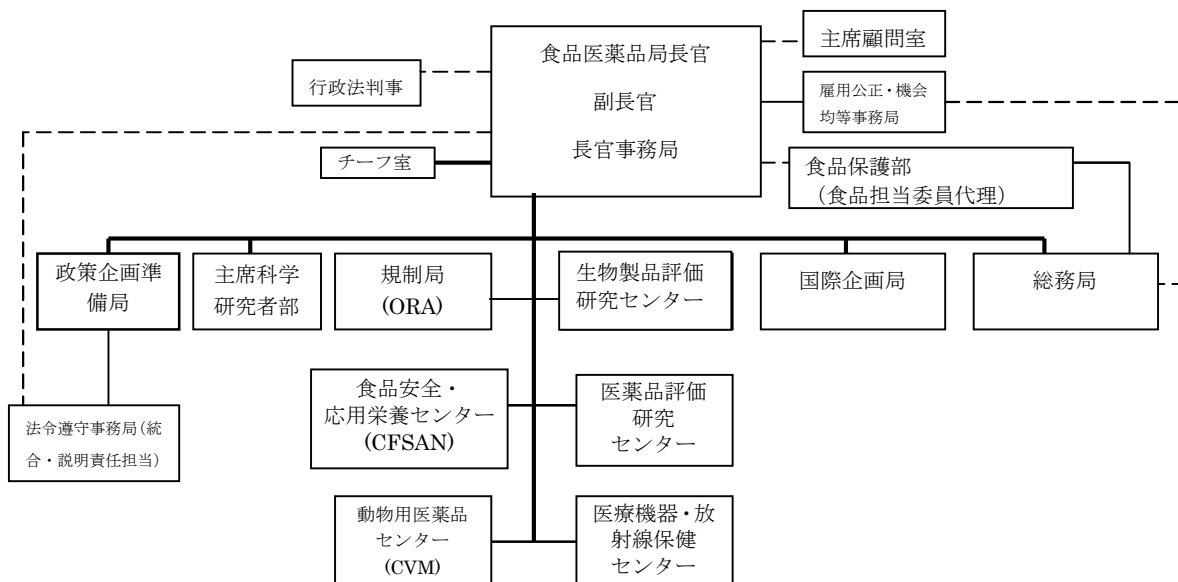 食品医薬品局長官
副長官
長官事務局
主席顧問室
行政法判事
雇用公正・機会
均等事務局
チーフ室
食品保護部
（食品担当委員代理）
政策企画準
備局
主席科学
研究者部
規制局
(ORA)
生物製品評価
研究センター
国際企画局
総務局
食品安全・
応用栄養センター
(CFSAN)
医薬品評価
研究
センター
法令遵守事務局(統
合・説明責任担当)
動物用医薬品
センター
(CVM)
医療機器・放
射線保健
センター